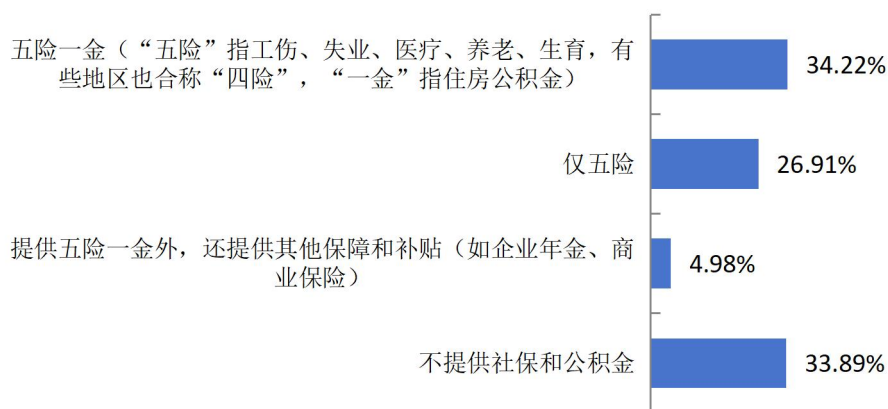 五险一金（“五险”指工伤、失业、医疗、养老、生育，有
些地区也合称“四险”，“一金”指住房公积金）
34.22%
仅五险
26.91%
提供五险一金外，还提供其他保障和补贴（如企业年金、商
业保险）
4.98%
不提供社保和公积金
33.89%